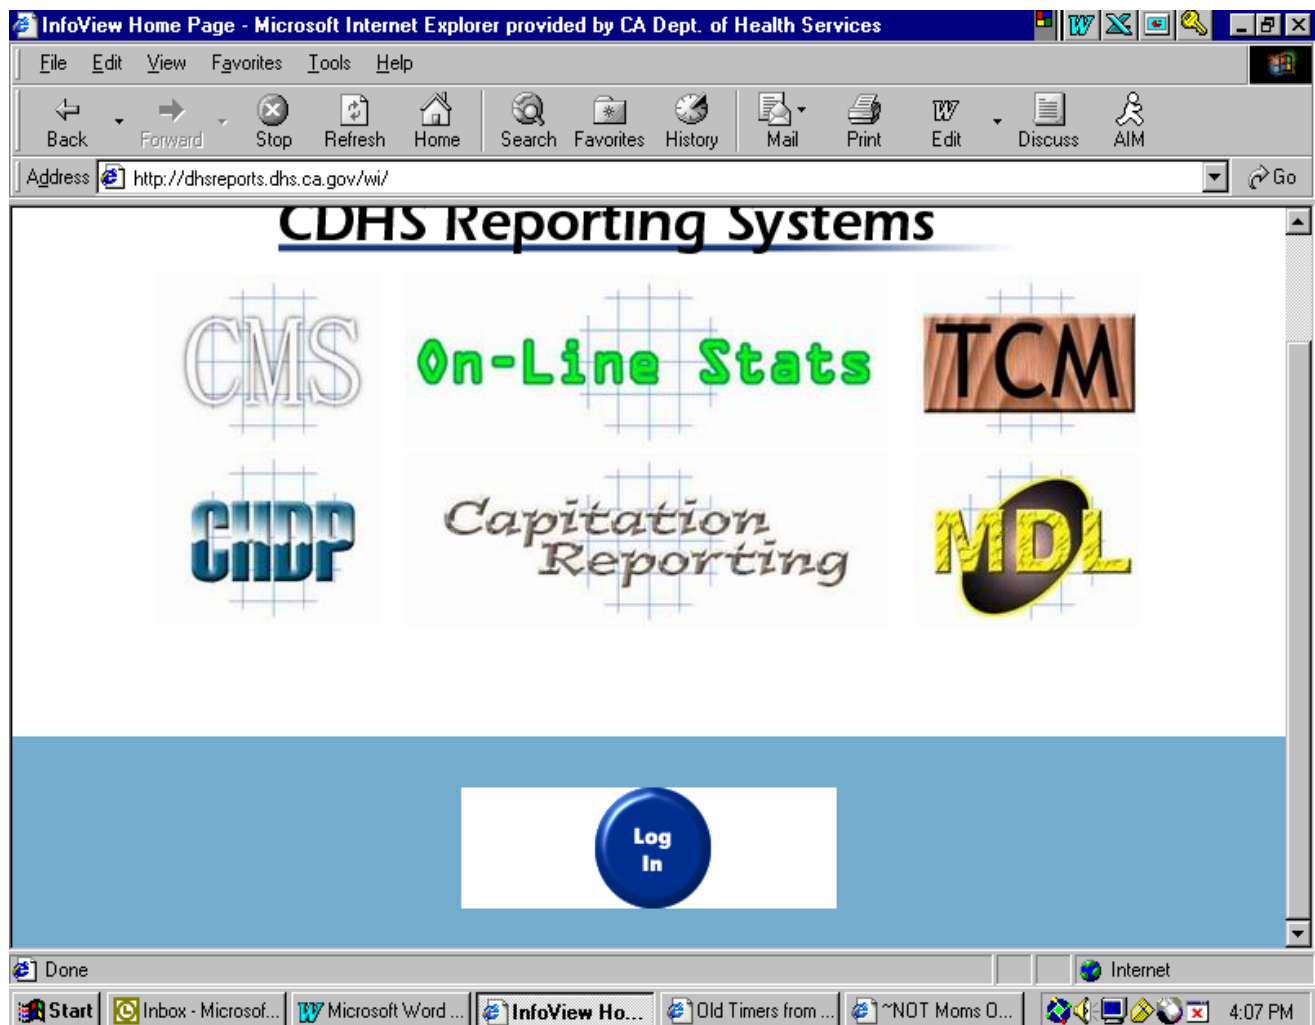 InfoView Home Page - Microsoft Internet Explorer provided by CA Dept. of Health Services
File Edit View Favorites Tools Help
Back Forward Stop Refresh Home Search Favorites History Mail Print Edit Discuss AIM
Address http://dhsreports.dhs.ca.gov/wi/ Go
CDHS Reporting Systems
CMS On-Line Stats TCM
CHDP Capitation Reporting MDL
Log
In
Done Internet
Start Inbox - Microsof... Microsoft Word ... InfoView Ho... Old Timers from ... ~NOT Moms O... 4:07 PM